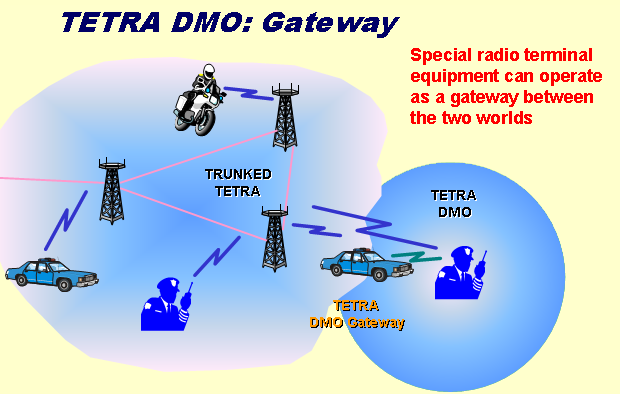 TETRA DMO: Gateway
Special radio terminal
equipment can operate
as a gateway between
the two worlds
TRUNKED
TETRA
TETRA
DMO
TETRA
DMO Gateway